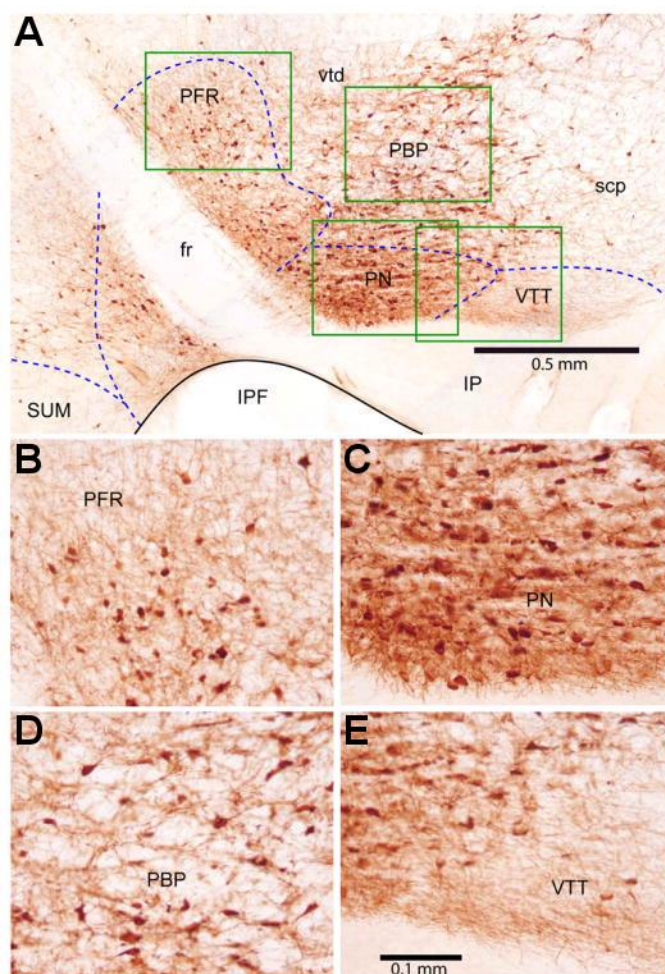 A
vtd
PFR
PBP
scp
fr
PN
VTT
0.5 mm
IP
SUM
IPF
B
PFR
C
PN
D
PBP
E
VTT
0.1 mm